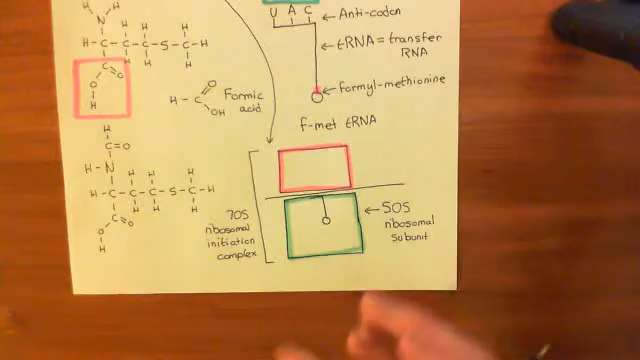 H H
N H H H
H-C-C-C-S-C-H
H H H
C
O O
H
Formic
acid
O
H-C
OH
H
C=O
H-N
H H H H
H-C-C-C-S-C-H
H H H
C
O O
H
U A C
Anti-codon
tRNA = transfer
RNA
formyl-methionine
f-met tRNA
70S
ribosomal
initiation
complex
50S
ribosomal
subunit